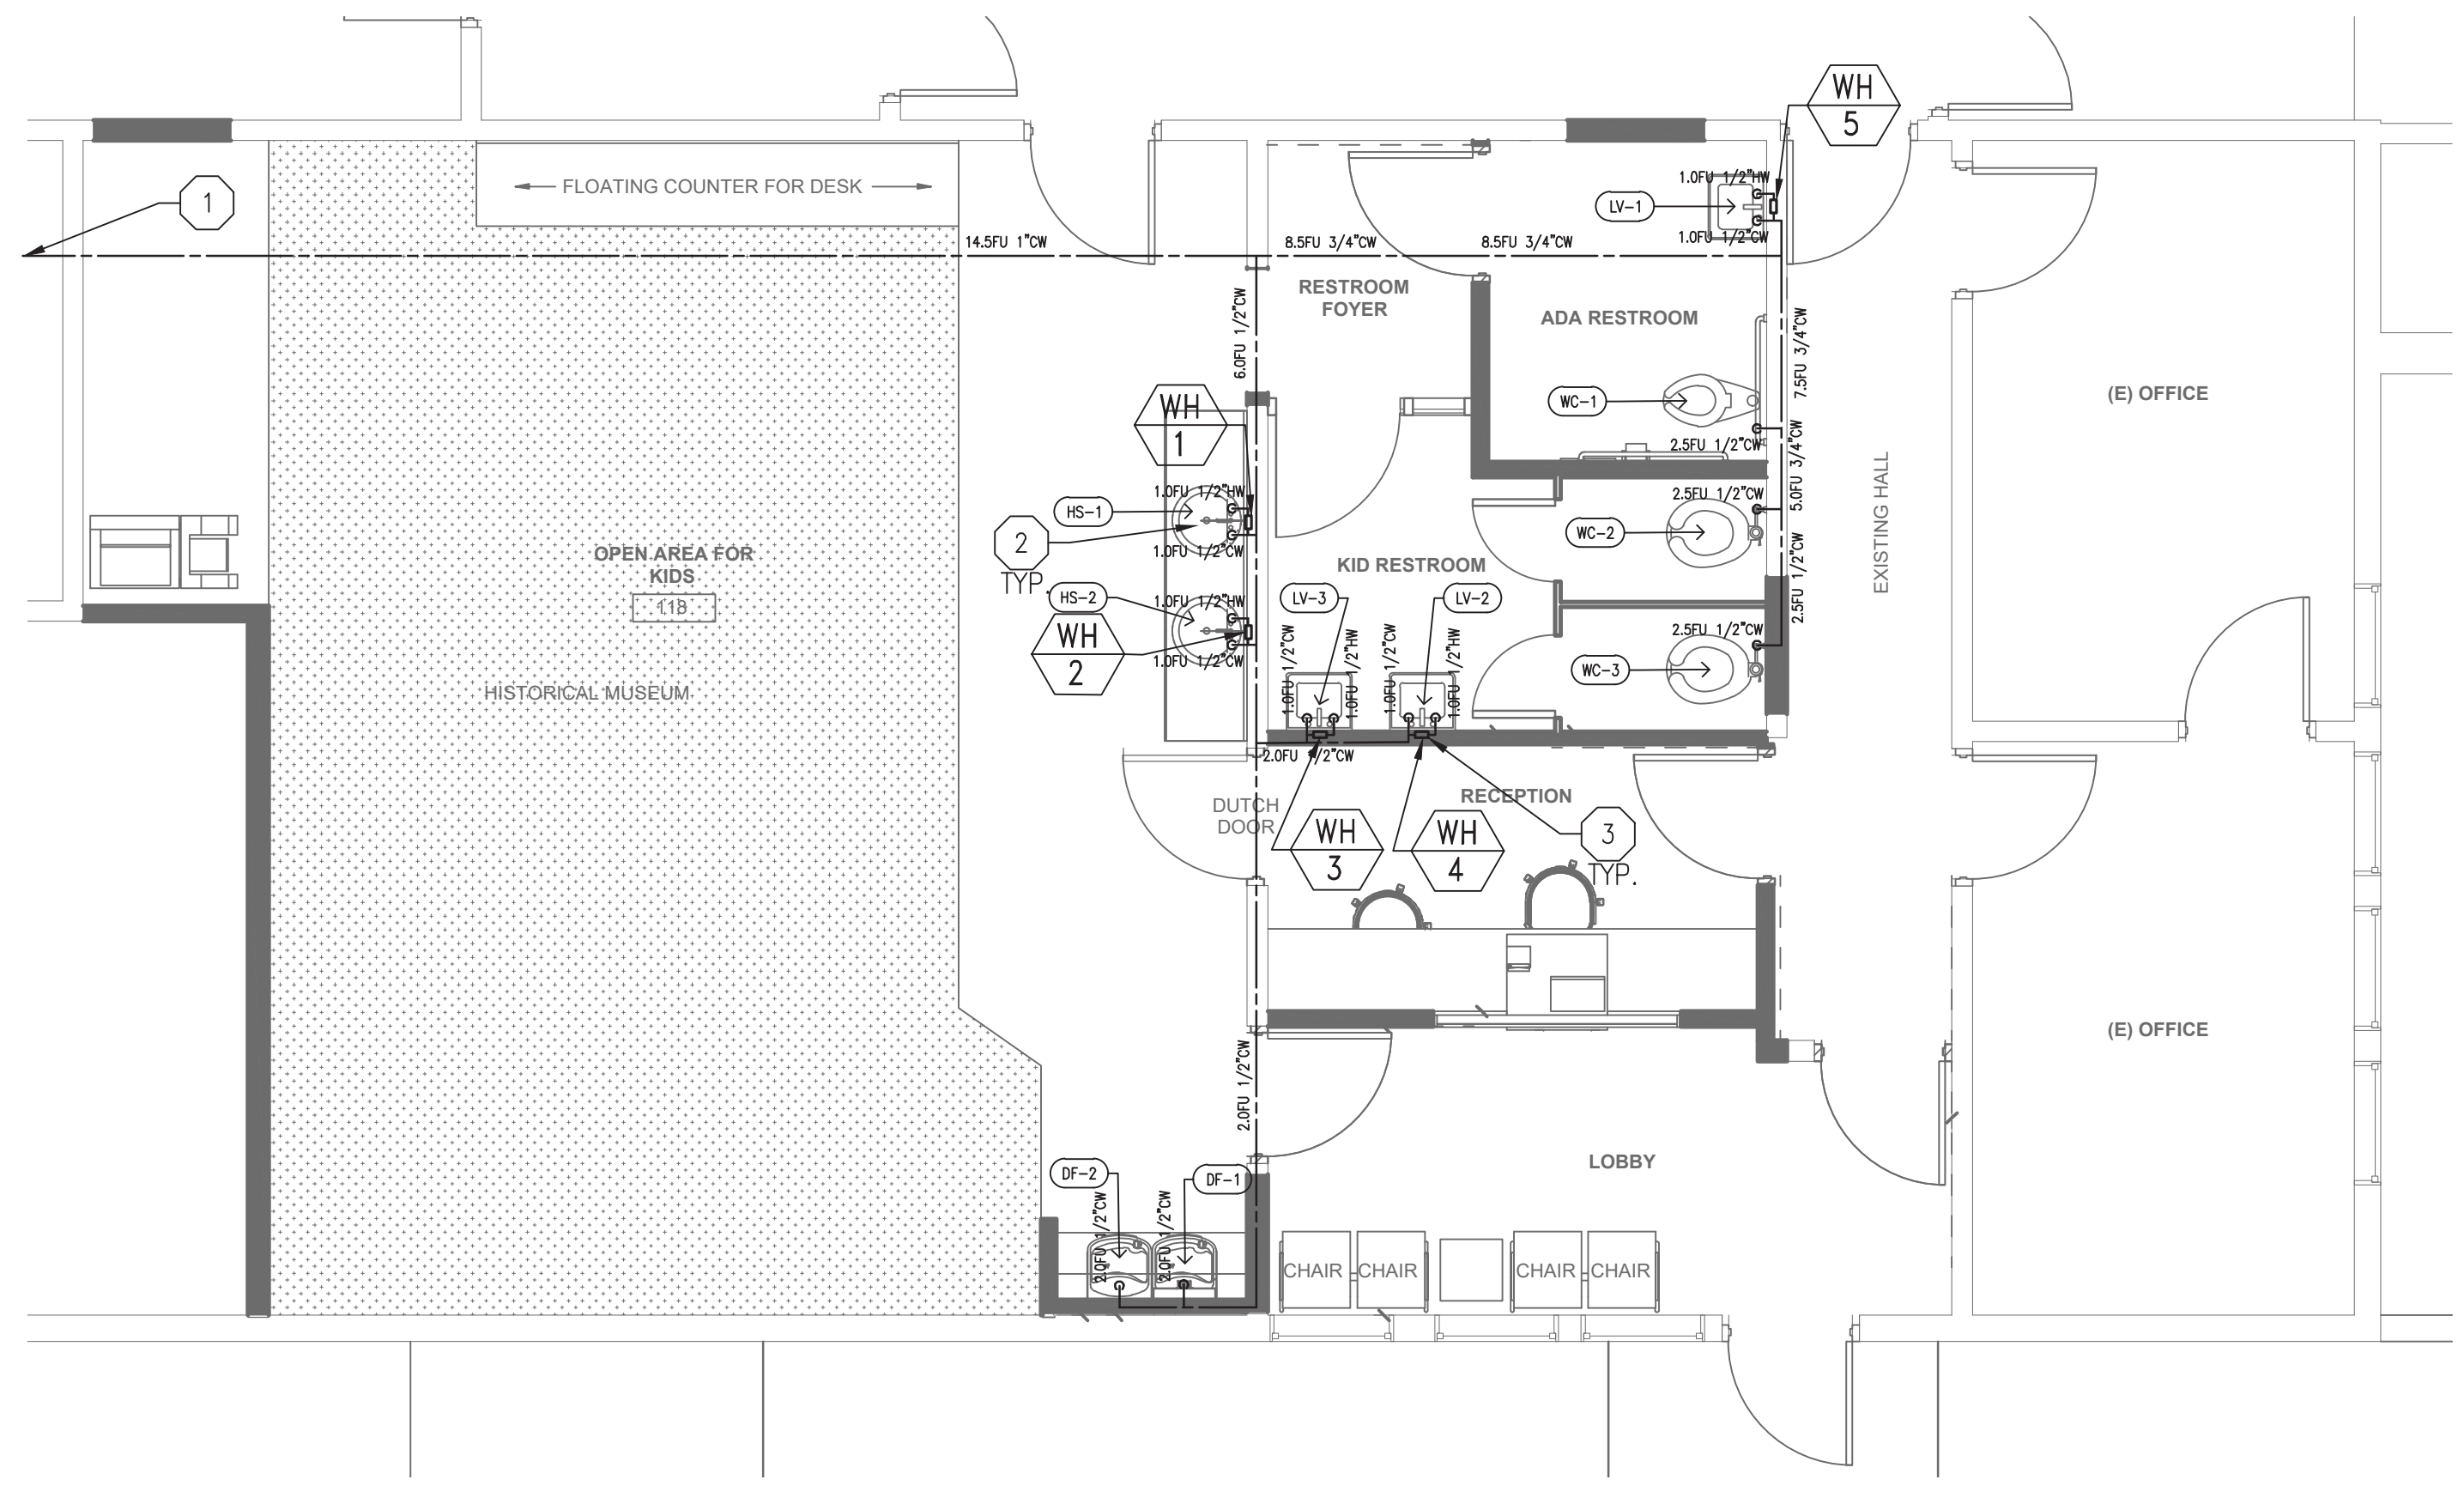 WH
5
1
FLOATING COUNTER FOR DESK
1.0FU 1/2"HW
LV-1
1.0FU 1/2"CW
14.5FU 1"CW
8.5FU 3/4"CW
8.5FU 3/4"CW
RESTROOM
FOYER
ADA RESTROOM
6.0FU 1/2"CW
7.5FU 3/4"CW
(E) OFFICE
WC-1
WH
1
2.5FU 1/2"CW
5.0FU 3/4"CW
1.0FU 1/2"HW
HS-1
2.5FU 1/2"CW
2
TYP.
1.0FU 1/2"CW
WC-2
EXISTING HALL
OPEN AREA FOR
KIDS
118
KID RESTROOM
2.5FU 1/2"CW
HS-2
1.0FU 1/2"HW
LV-3
LV-2
WH
2
1.0FU 1/2"CW
2.5FU 1/2"CW
WC-3
1.0FU 1/2"CW
1.0FU 1/2"HW
1.0FU 1/2"CW
1.0FU 1/2"HW
HISTORICAL MUSEUM
2.0FU 1/2"CW
DUTCH
DOOR
RECEPTION
WH
3
WH
4
3
TYP.
(E) OFFICE
2.0FU 1/2"CW
LOBBY
DF-2
DF-1
2.0FU 1/2"CW
2.0FU 1/2"CW
CHAIR
CHAIR
CHAIR
CHAIR